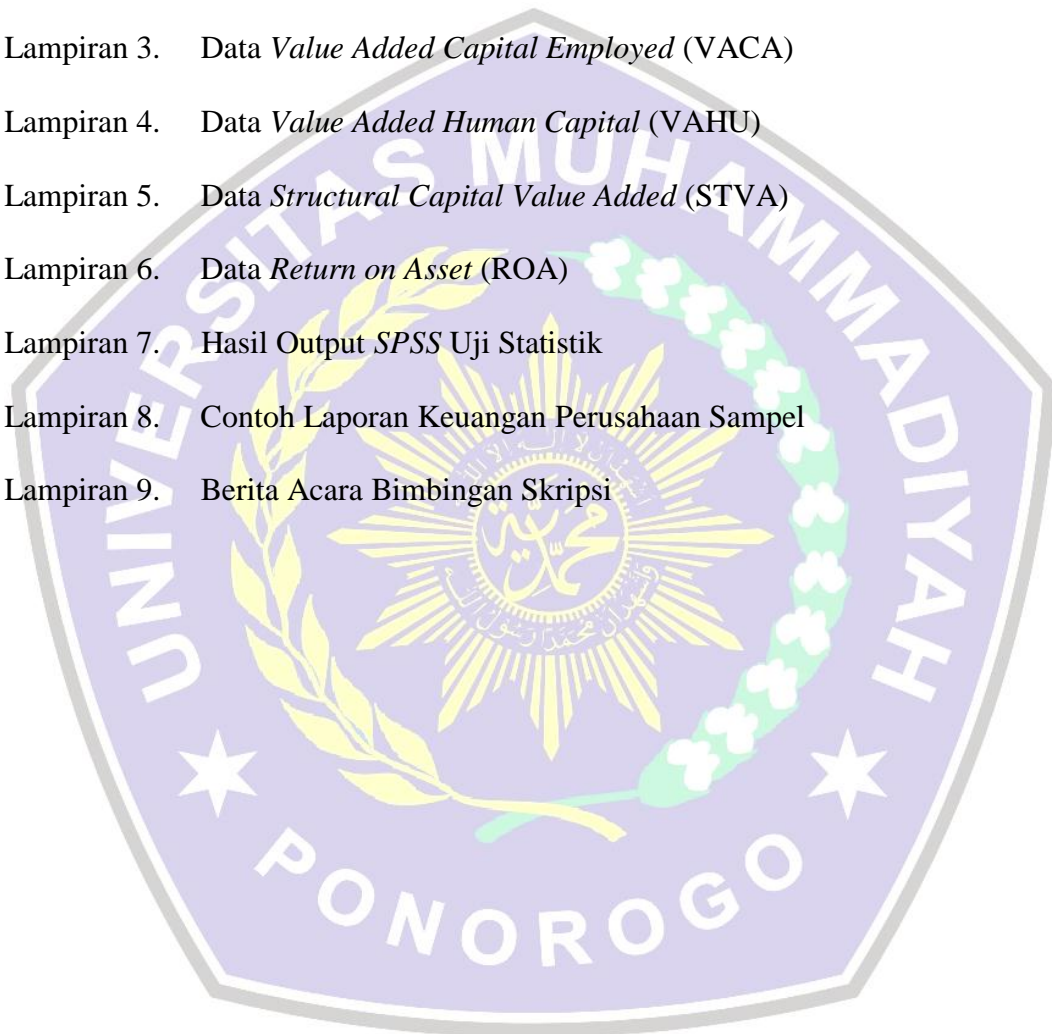 Lampiran 3. Data Value Added Capital Employed (VACA)
Lampiran 4. Data Value Added Human Capital (VAHU)
Lampiran 5. Data Structural Capital Value Added (STVA)
Lampiran 6. Data Return on Asset (ROA)
Lampiran 7. Hasil Output SPSS Uji Statistik
Lampiran 8. Contoh Laporan Keuangan Perusahaan Sampel
Lampiran 9. Berita Acara Bimbingan Skripsi
UNIVERSITAS MUHAMMADIYAH
PONOROGO